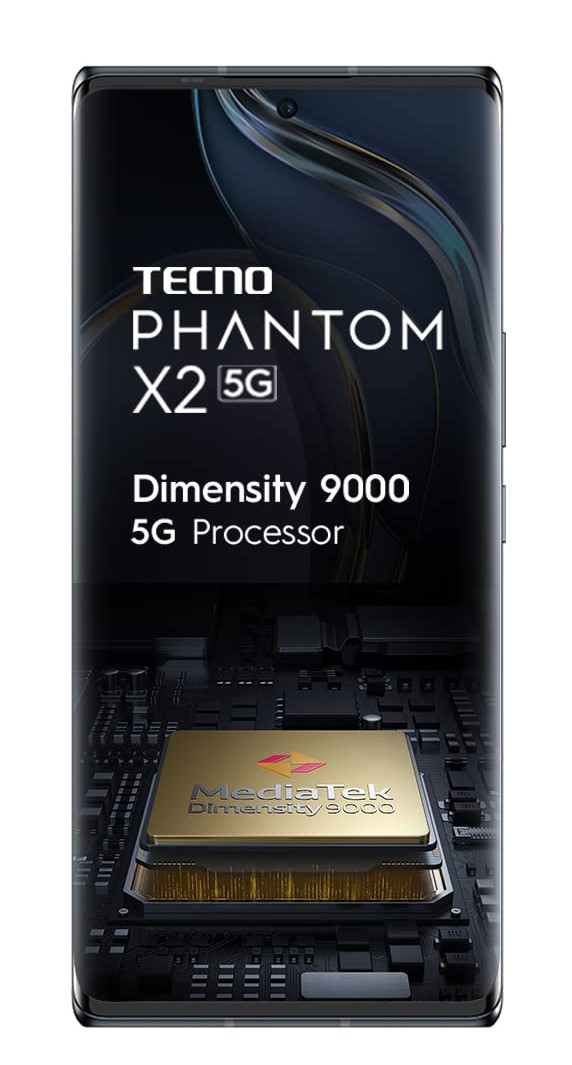 TECNO
PHANTOM
X2 5G
Dimensity 9000
5G Processor
MediaTek
Dimensity 9000